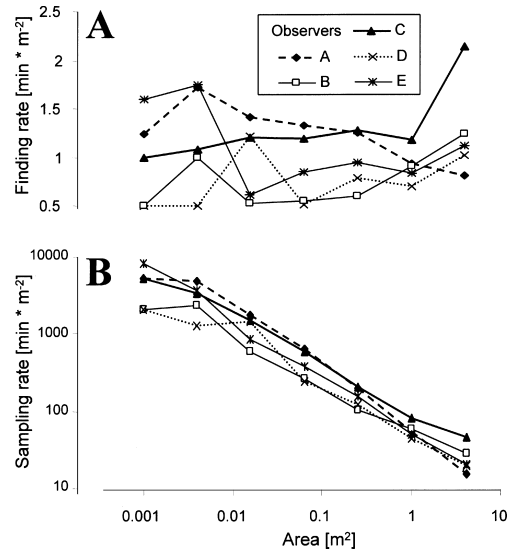 A
Finding rate [min * m-2]
2.5
2
1.5
1
0.5
Observers
C
A
D
B
E
B
Sampling rate [min * m-2]
10000
1000
100
10
0.001 0.01 0.1 1 10
Area [m2]